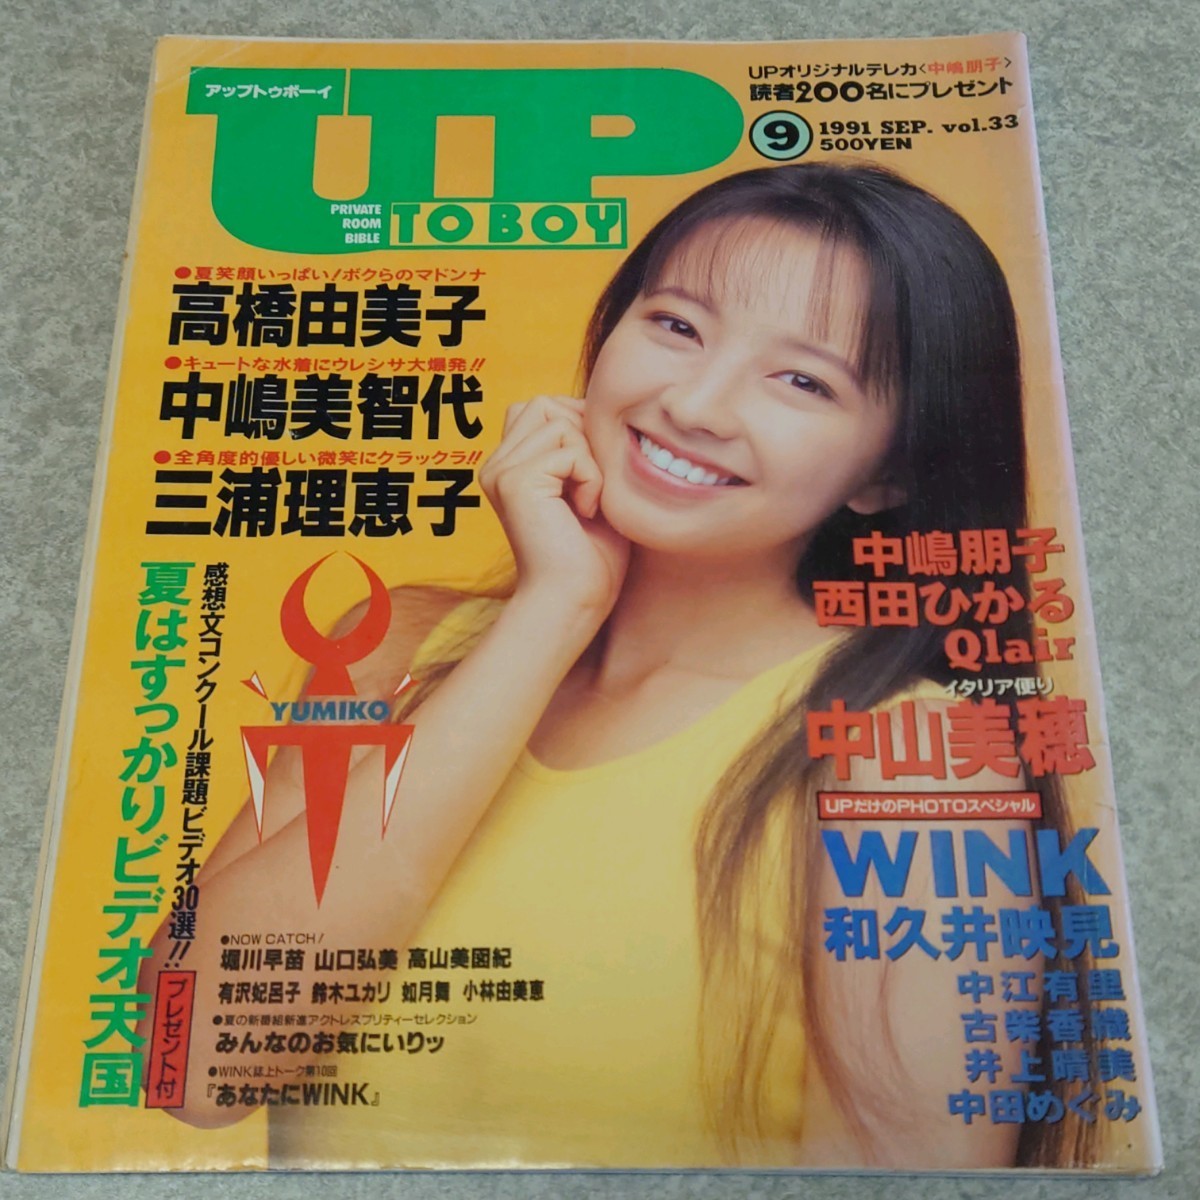 アップトゥボーイ
UP
PRIVATE
ROOM
BIBLE
TO BOY
UPオリジナルテレカ〈中嶋朋子〉
読者200名にプレゼント
9 1991 SEP. vol.33
500YEN
●夏笑顔いっぱい!ボクらのマドンナ
高橋由美子
●キュートな水着にウレシサ大爆発!!
中嶋美智代
●全角度的優しい微笑にクラックラ!!
三浦理恵子
感想文コンクール課題ビデオ30選!!
夏はすっかりビデオ天国
プレゼント付
YUMIKO
中嶋朋子
西田ひかる
Qlair
イタリア便り
中山美穂
UPだけのPHOTOスペシャル
WINK
和久井映見
中江有里
古柴香織
井上晴美
中田めぐみ
●NOW CATCH!
堀川早苗 山口弘美 高山美図紀
有沢妃呂子 鈴木ユカリ 如月舞 小林由美恵
●夏の新番組新進アクトレスプリティーセレクション
みんなのお気にいりッ
●WINK誌上トーク第10回
『あなたにWINK』